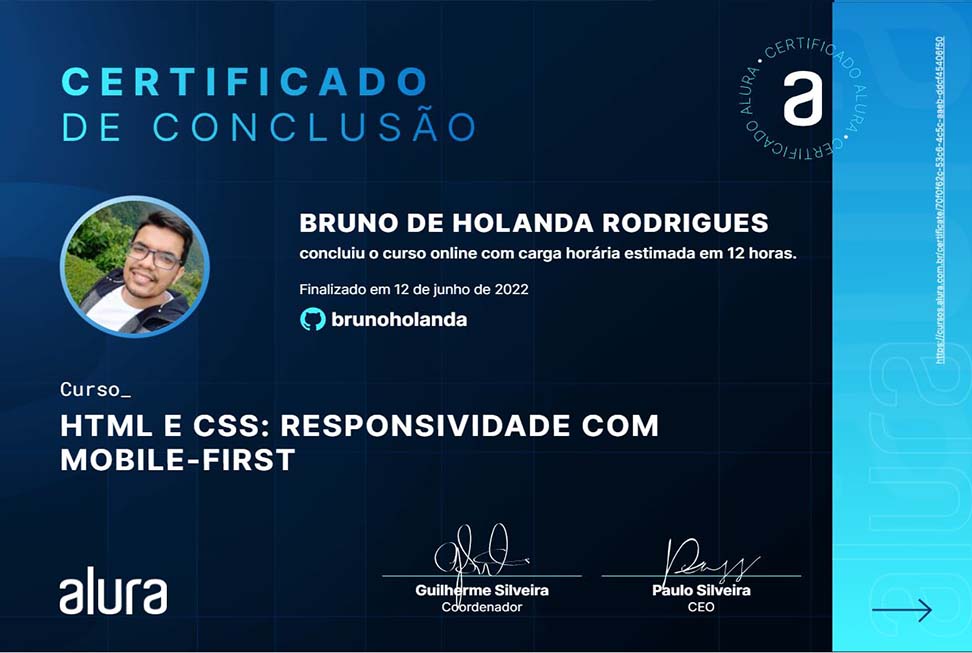 CERTIFICADO
DE CONCLUSÃO
• CERTIFICADO ALURA • CERTIFICADO ALURA
a
BRUNO DE HOLANDA RODRIGUES
concluiu o curso online com carga horária estimada em 12 horas.
Finalizado em 12 de junho de 2022
brunoholanda
Curso_
HTML E CSS: RESPONSIVIDADE COM
MOBILE-FIRST
alura
Guilherme Silveira
Coordenador
Paulo Silveira
CEO
alura